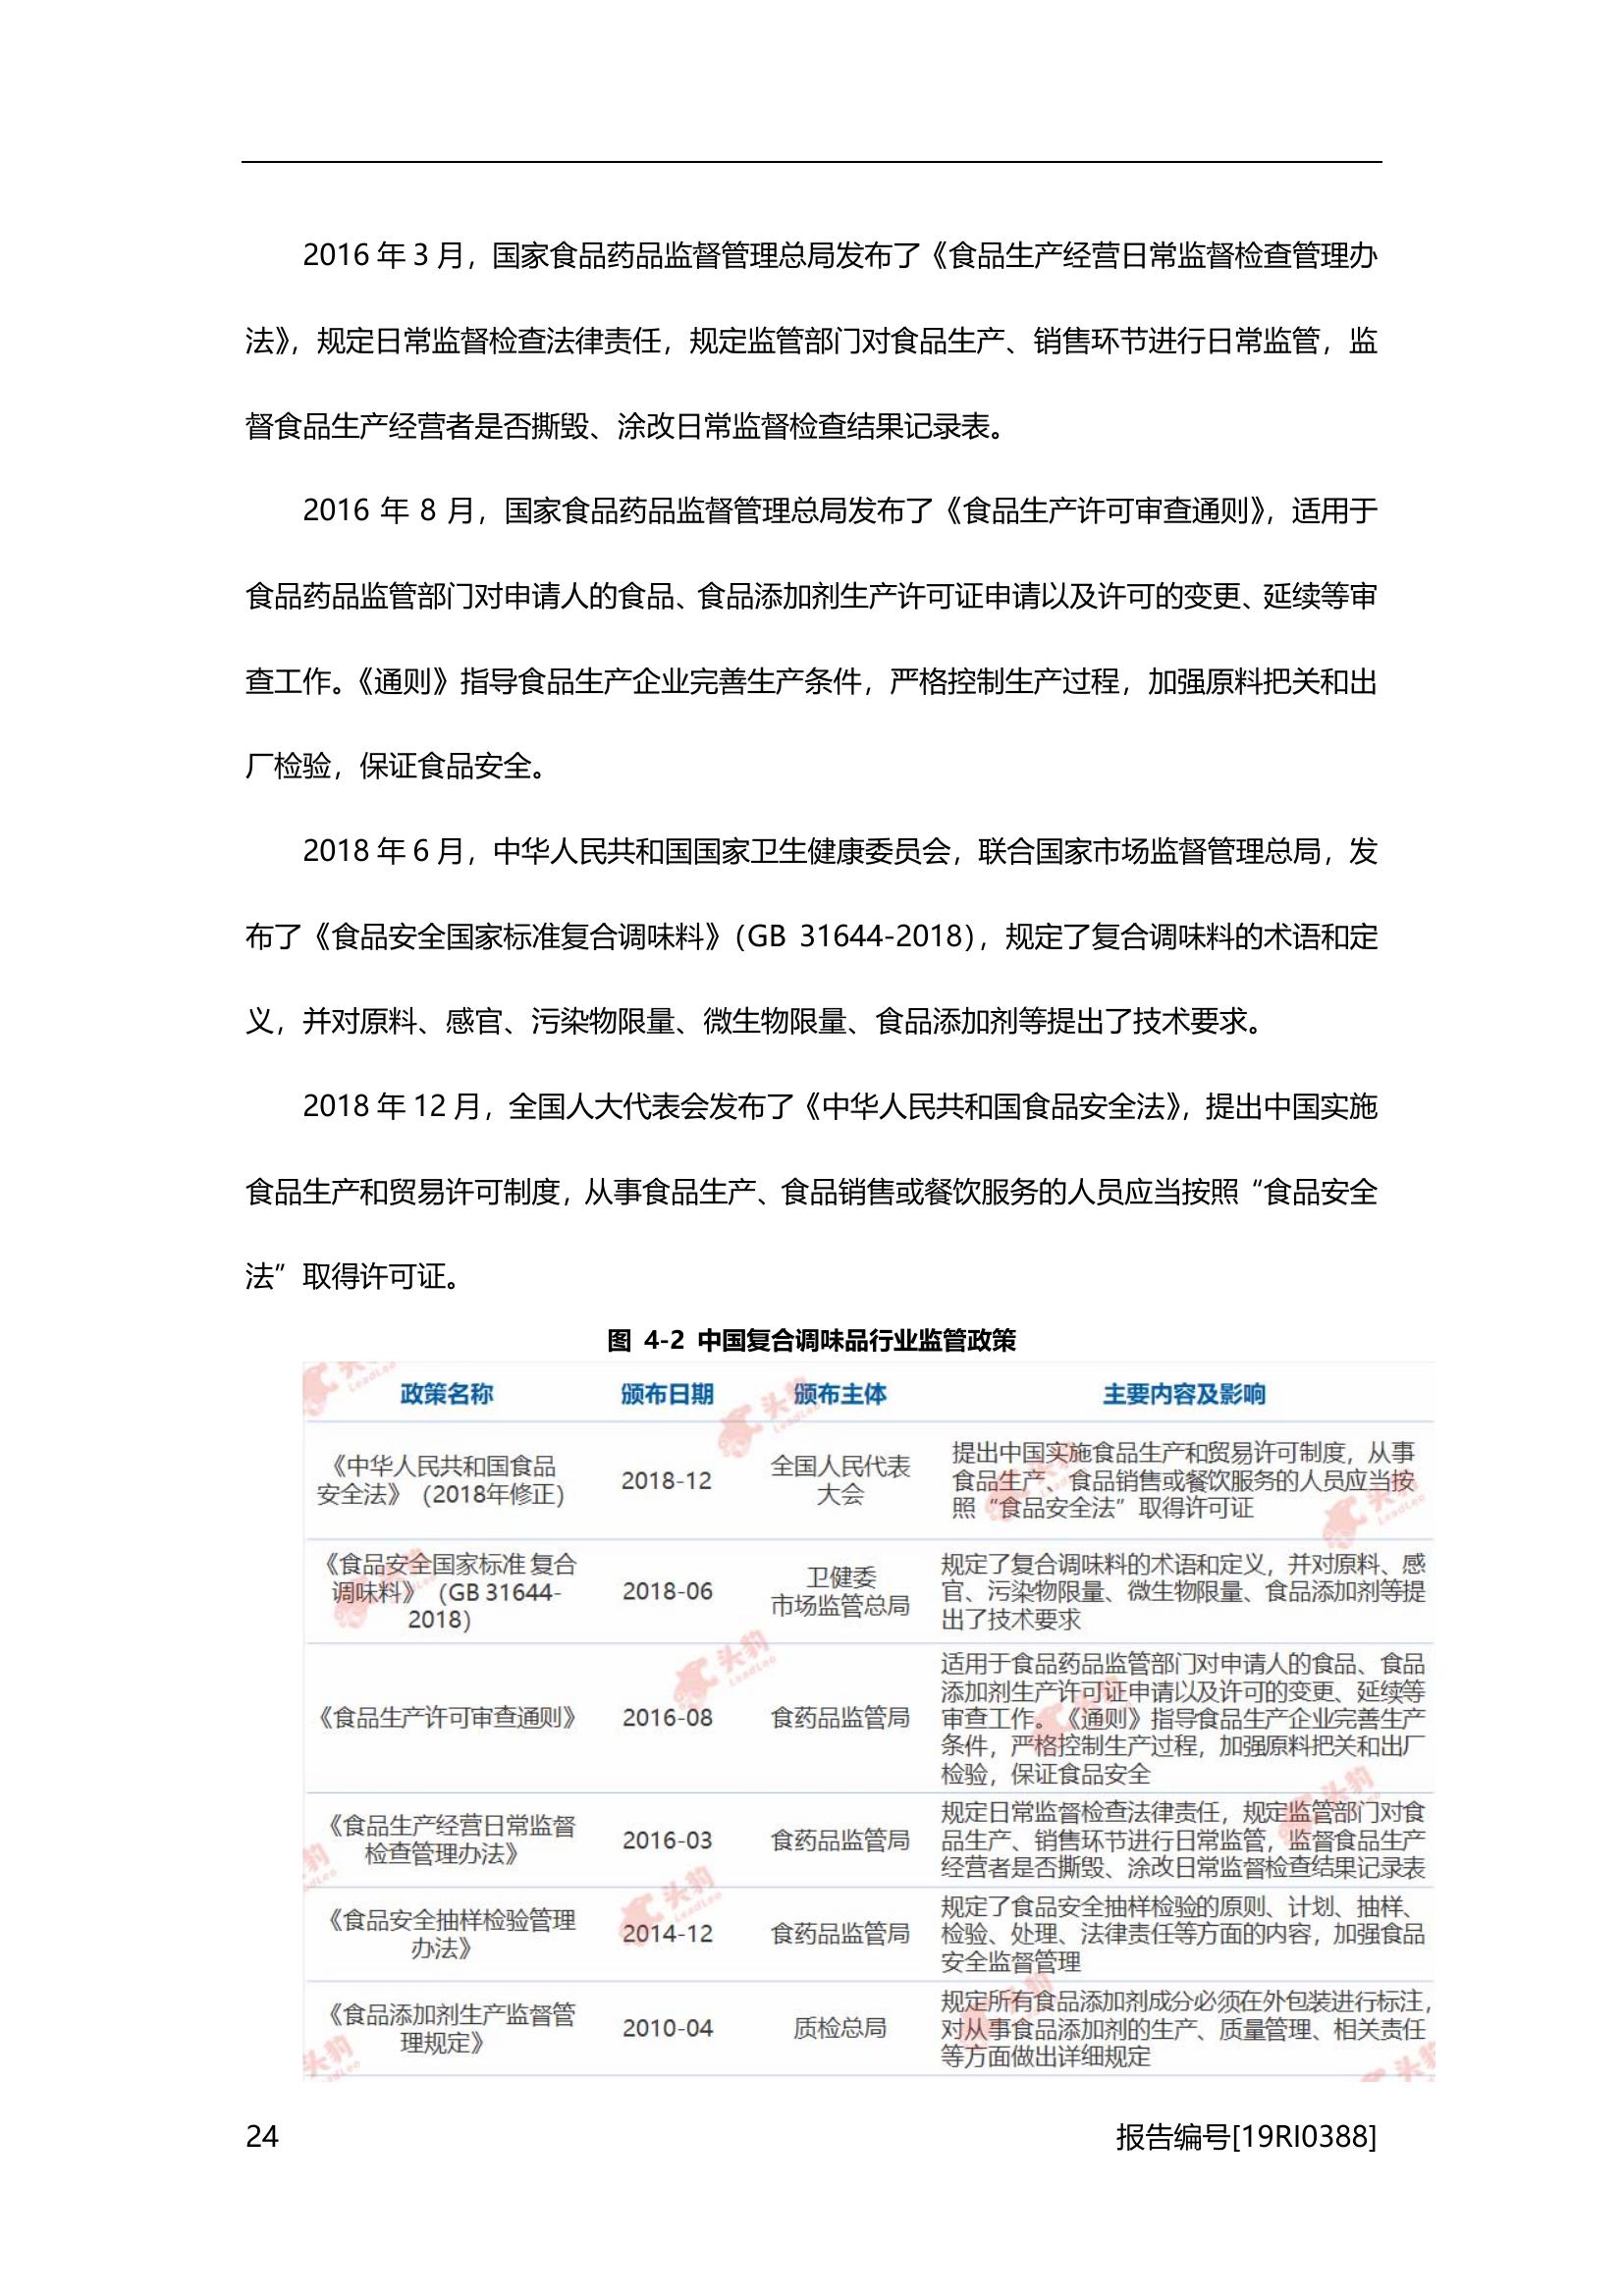 2016 年 3 月，国家食品药品监督管理总局发布了《食品生产经营日常监督检查管理办
法》，规定日常监督检查法律责任，规定监管部门对食品生产、销售环节进行日常监管，监
督食品生产经营者是否撕毁、涂改日常监督检查结果记录表。
2016 年 8 月，国家食品药品监督管理总局发布了《食品生产许可审查通则》，适用于
食品药品监管部门对申请人的食品、食品添加剂生产许可证申请以及许可的变更、延续等审
查工作。《通则》指导食品生产企业完善生产条件，严格控制生产过程，加强原料把关和出
厂检验，保证食品安全。
2018 年 6 月，中华人民共和国国家卫生健康委员会，联合国家市场监督管理总局，发
布了《食品安全国家标准复合调味料》（GB 31644-2018），规定了复合调味料的术语和定
义，并对原料、感官、污染物限量、微生物限量、食品添加剂等提出了技术要求。
2018 年 12 月，全国人大代表会发布了《中华人民共和国食品安全法》，提出中国实施
食品生产和贸易许可制度，从事食品生产、食品销售或餐饮服务的人员应当按照“食品安全
法”取得许可证。
图 4-2 中国复合调味品行业监管政策
政策名称 颁布日期 颁布主体 主要内容及影响
《中华人民共和国食品
安全法》（2018年修正）
2018-12
全国人民代表
大会
提出中国实施食品生产和贸易许可制度，从事
食品生产、食品销售或餐饮服务的人员应当按
照“食品安全法”取得许可证
《食品安全国家标准 复合
调味料》（GB 31644-
2018）
2018-06
卫健委
市场监管总局
规定了复合调味料的术语和定义，并对原料、感
官、污染物限量、微生物限量、食品添加剂等提
出了技术要求
《食品生产许可审查通则》
2016-08
食药品监管局
适用于食品药品监管部门对申请人的食品、食品
添加剂生产许可证申请以及许可的变更、延续等
审查工作。《通则》指导食品生产企业完善生产
条件，严格控制生产过程，加强原料把关和出厂
检验，保证食品安全
《食品生产经营日常监督
检查管理办法》
2016-03
食药品监管局
规定日常监督检查法律责任，规定监管部门对食
品生产、销售环节进行日常监管，监督食品生产
经营者是否撕毁、涂改日常监督检查结果记录表
《食品安全抽样检验管理
办法》
2014-12
食药品监管局
规定了食品安全抽样检验的原则、计划、抽样、
检验、处理、法律责任等方面的内容，加强食品
安全监督管理
《食品添加剂生产监督管
理规定》
2010-04
质检总局
规定所有食品添加剂成分必须在外包装进行标注，
对从事食品添加剂的生产、质量管理、相关责任
等方面做出详细规定
头豹
LeadLeo
24
报告编号[19RI0388]